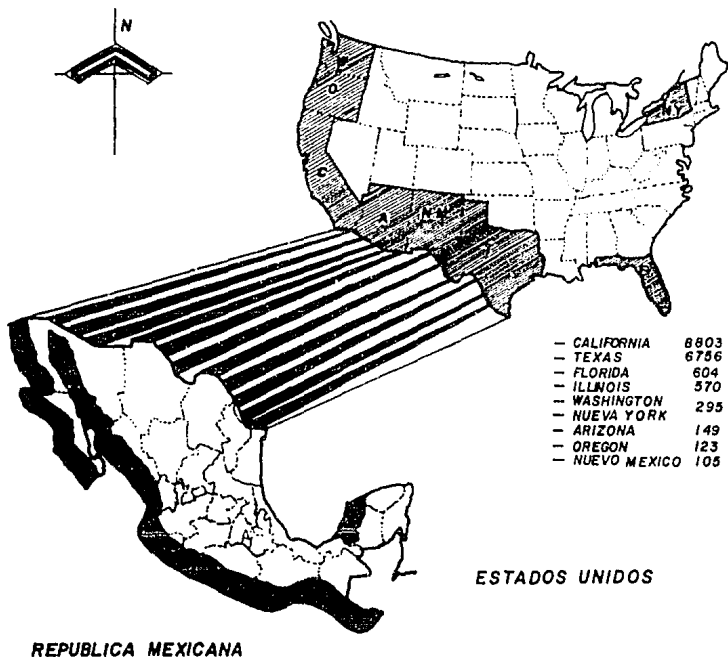 N
W
O
C
A
N M
T
N Y
F
— CALIFORNIA 8803
— TEXAS 6756
— FLORIDA 604
— ILLINOIS 570
— WASHINGTON
— NUEVA YORK 295
— ARIZONA 149
— OREGON 123
— NUEVO MEXICO 105
ESTADOS UNIDOS
REPUBLICA MEXICANA